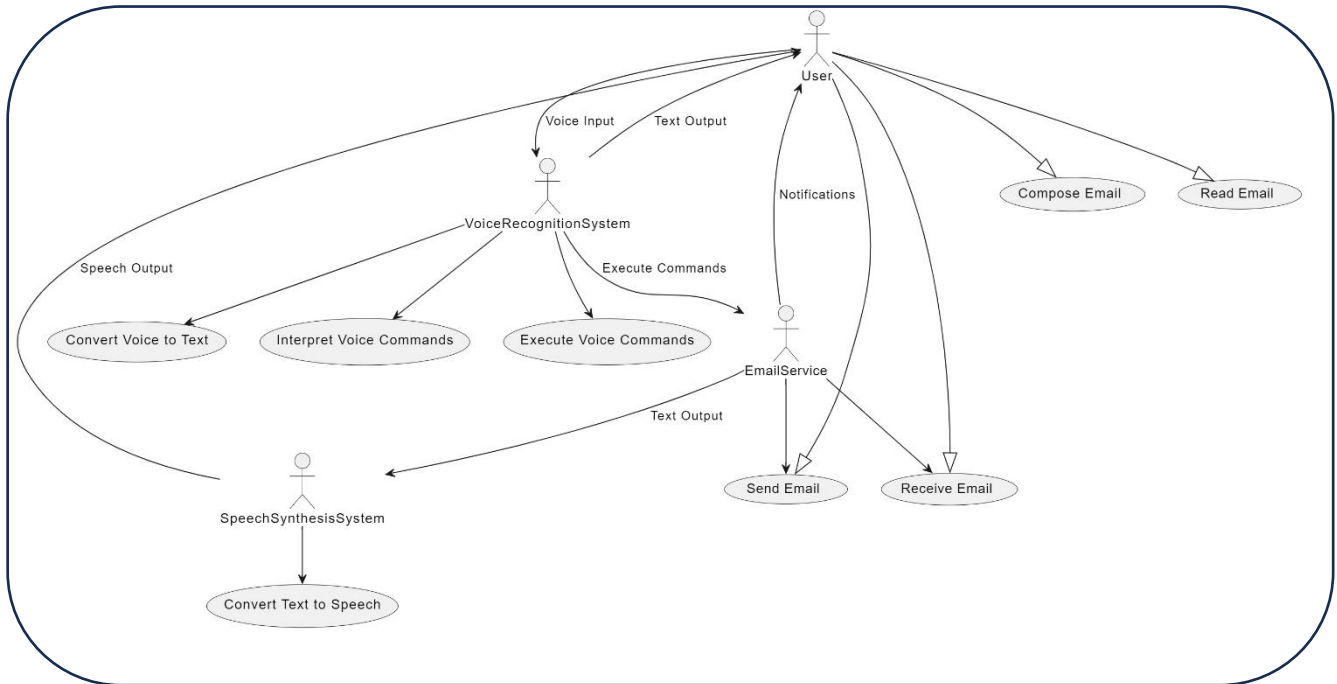 User
Voice Input
Text Output
Compose Email
Read Email
Notifications
VoiceRecognitionSystem
Speech Output
Execute Commands
Convert Voice to Text
Interpret Voice Commands
Execute Voice Commands
EmailService
Text Output
Send Email
Receive Email
SpeechSynthesisSystem
Convert Text to Speech